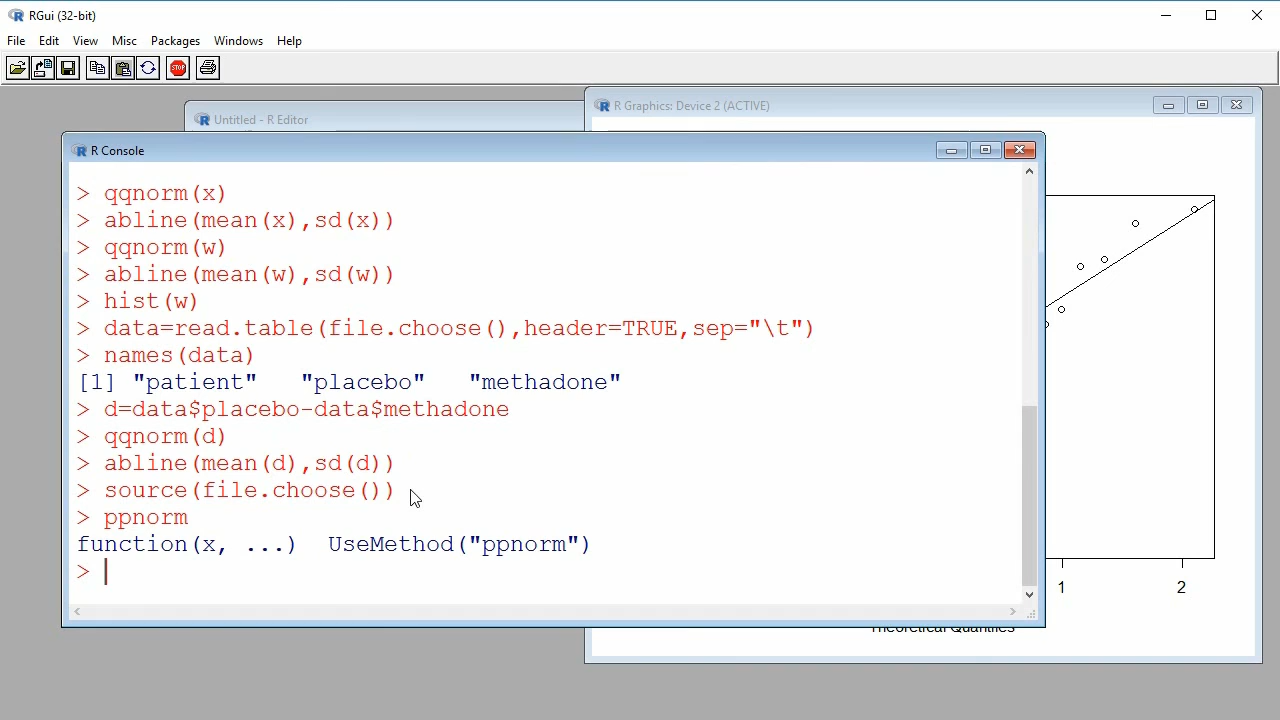 RGui (32-bit)
File Edit View Misc Packages Windows Help
STOP
Untitled - R Editor
R Graphics: Device 2 (ACTIVE)
R Console
> qqnorm(x)
> abline(mean(x),sd(x))
> qqnorm(w)
> abline(mean(w),sd(w))
> hist(w)
> data=read.table(file.choose(),header=TRUE,sep="\t")
> names(data)
[1] "patient"   "placebo"   "methadone"
> d=data$placebo-data$methadone
> qqnorm(d)
> abline(mean(d),sd(d))
> source(file.choose())
> ppnorm
function(x, ...)  UseMethod("ppnorm")
>
1 2
Theoretical Quantiles